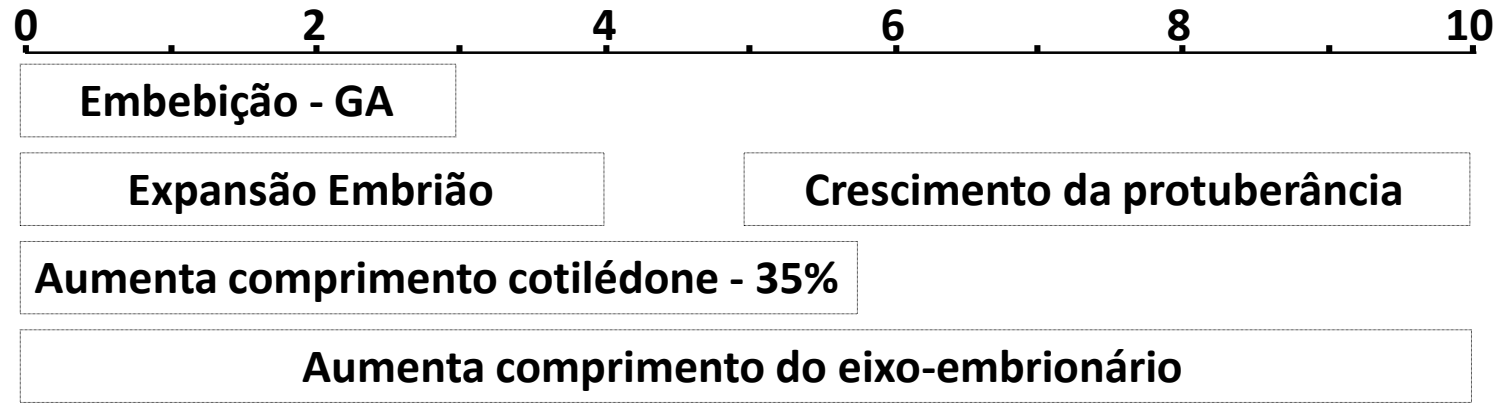 0 2 4 6 8 10
Embebição - GA
Expansão Embrião Crescimento da protuberância
Aumenta comprimento cotilédone - 35%
Aumenta comprimento do eixo-embrionário